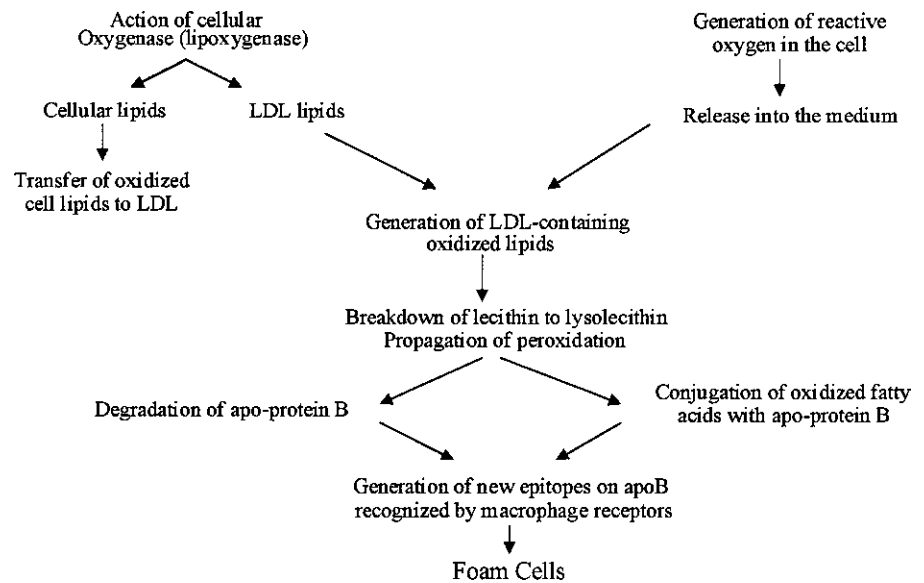 Action of cellular
Oxygenase (lipoxygenase)
Generation of reactive
oxygen in the cell
Cellular lipids
LDL lipids
Release into the medium
Transfer of oxidized
cell lipids to LDL
Generation of LDL-containing
oxidized lipids
Breakdown of lecithin to lysolecithin
Propagation of peroxidation
Degradation of apo-protein B
Conjugation of oxidized fatty
acids with apo-protein B
Generation of new epitopes on apoB
recognized by macrophage receptors
Foam Cells